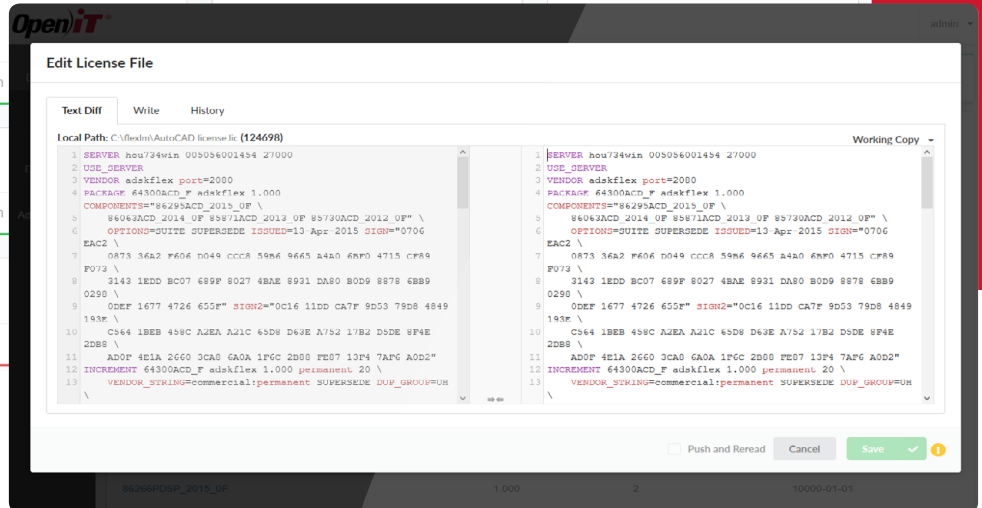 Open iT
admin
Edit License File
Text Diff Write History
Local Path: C:\flexlm\AutoCAD license.lic (124698)
Working Copy
1 SERVER hou734win 005056001454 27000
2 USE_SERVER
3 VENDOR adskflex port=2080
4 PACKAGE 64300ACD_F adskflex 1.000
COMPONENTS="86295ACD_2015_0F \
5 86063ACD_2014_0F 85871ACD_2013_0F 85730ACD_2012_0F" \
6 OPTIONS=SUITE SUPERSEDE ISSUED=13-Apr-2015 SIGN="0706
EAC2 \
7 0873 36A2 F606 D049 CCC8 59B6 9665 A4A0 6BF0 4715 CF89
F073 \
8 3143 1EDD BC07 689F 8027 4BAE 8931 DA80 B0D9 8878 6BB9
0298 \
9 0DEF 1677 4726 655F" SIGN2="0C16 11DD CA7F 9D53 79D8 4849
193E \
10 C564 1BEB 458C A2EA A21C 65D8 D63E A752 17B2 D5DE 8F4E
2DB8 \
11 AD0F 4E1A 2660 3CA8 6A0A 1F6C 2D88 FE87 13F4 7AF6 A0D2"
12 INCREMENT 64300ACD_F adskflex 1.000 permanent 20 \
13 VENDOR_STRING=commercial:permanent SUPERSEDE DUP_GROUP=UH
\
1 SERVER hou734win 005056001454 27000
2 USE_SERVER
3 VENDOR adskflex port=2080
4 PACKAGE 64300ACD_F adskflex 1.000
COMPONENTS="86295ACD_2015_0F \
5 86063ACD_2014_0F 85871ACD_2013_0F 85730ACD_2012_0F" \
6 OPTIONS=SUITE SUPERSEDE ISSUED=13-Apr-2015 SIGN="0706
EAC2 \
7 0873 36A2 F606 D049 CCC8 59B6 9665 A4A0 6BF0 4715 CF89
F073 \
8 3143 1EDD BC07 689F 8027 4BAE 8931 DA80 B0D9 8878 6BB9
0298 \
9 0DEF 1677 4726 655F" SIGN2="0C16 11DD CA7F 9D53 79D8 4849
193E \
10 C564 1BEB 458C A2EA A21C 65D8 D63E A752 17B2 D5DE 8F4E
2DB8 \
11 AD0F 4E1A 2660 3CA8 6A0A 1F6C 2D88 FE87 13F4 7AF6 A0D2"
12 INCREMENT 64300ACD_F adskflex 1.000 permanent 20 \
13 VENDOR_STRING=commercial:permanent SUPERSEDE DUP_GROUP=UH
\
Push and Reread Cancel Save
86266PDSP_2015_0F 1.000 2 10000-01-01